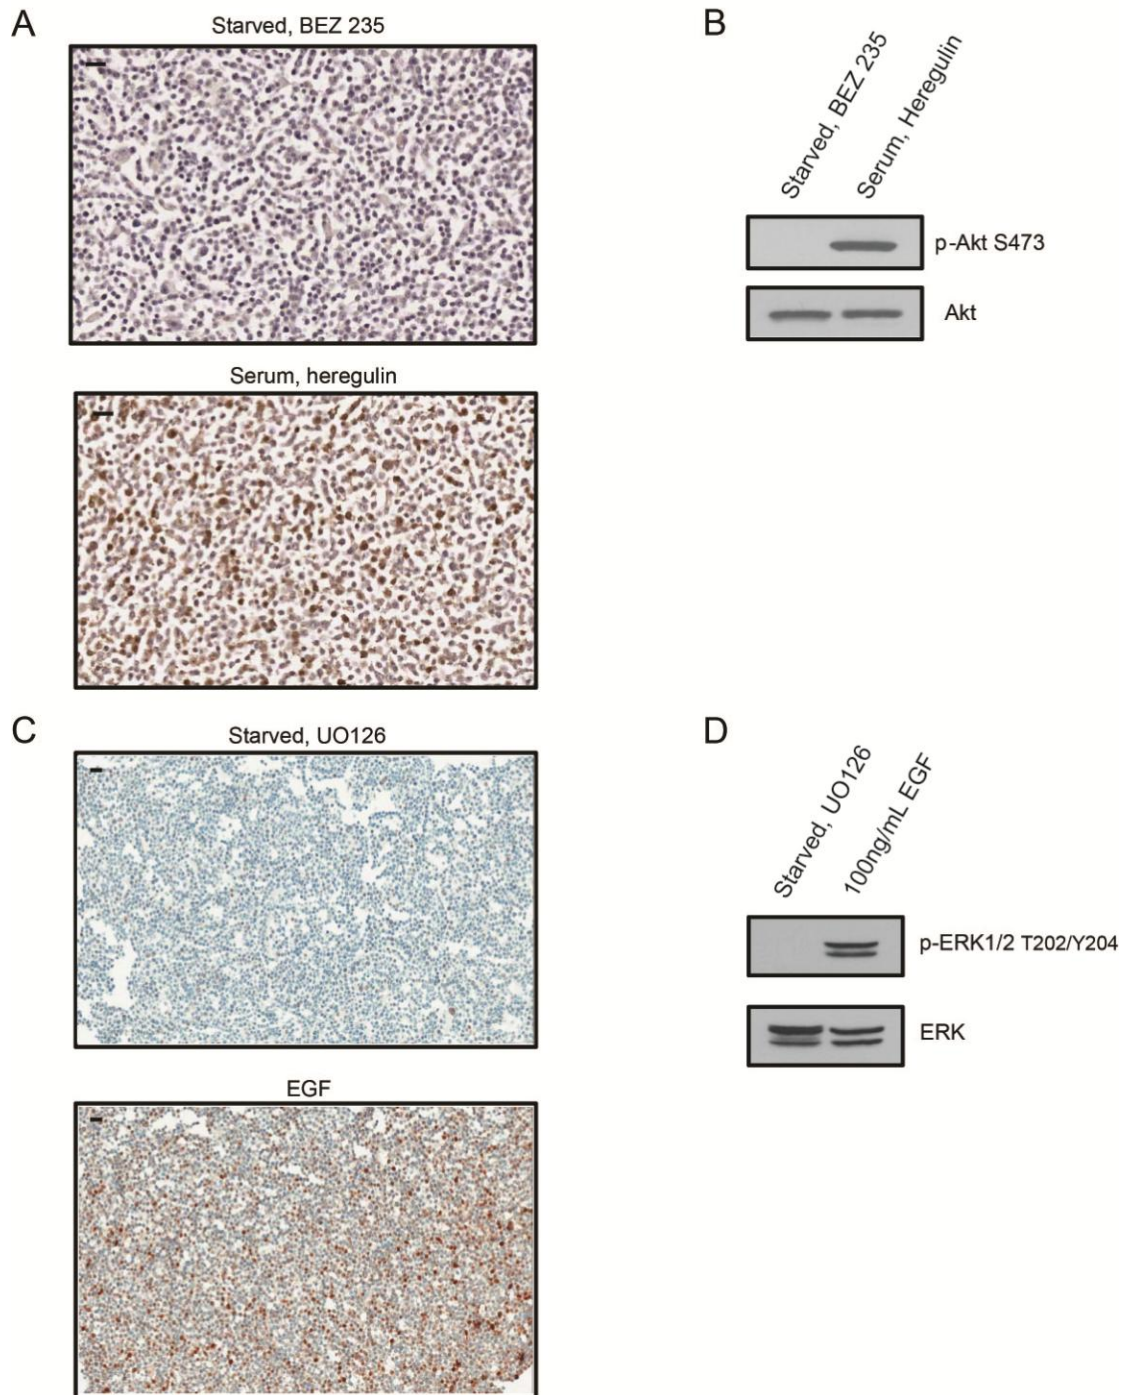 A
Starved, BEZ 235
Serum, heregulin
B
Starved, BEZ 235
Serum, Heregulin
p-Akt S473
Akt
C
Starved, UO126
EGF
D
Starved, UO126
100ng/mL EGF
p-ERK1/2 T202/Y204
ERK